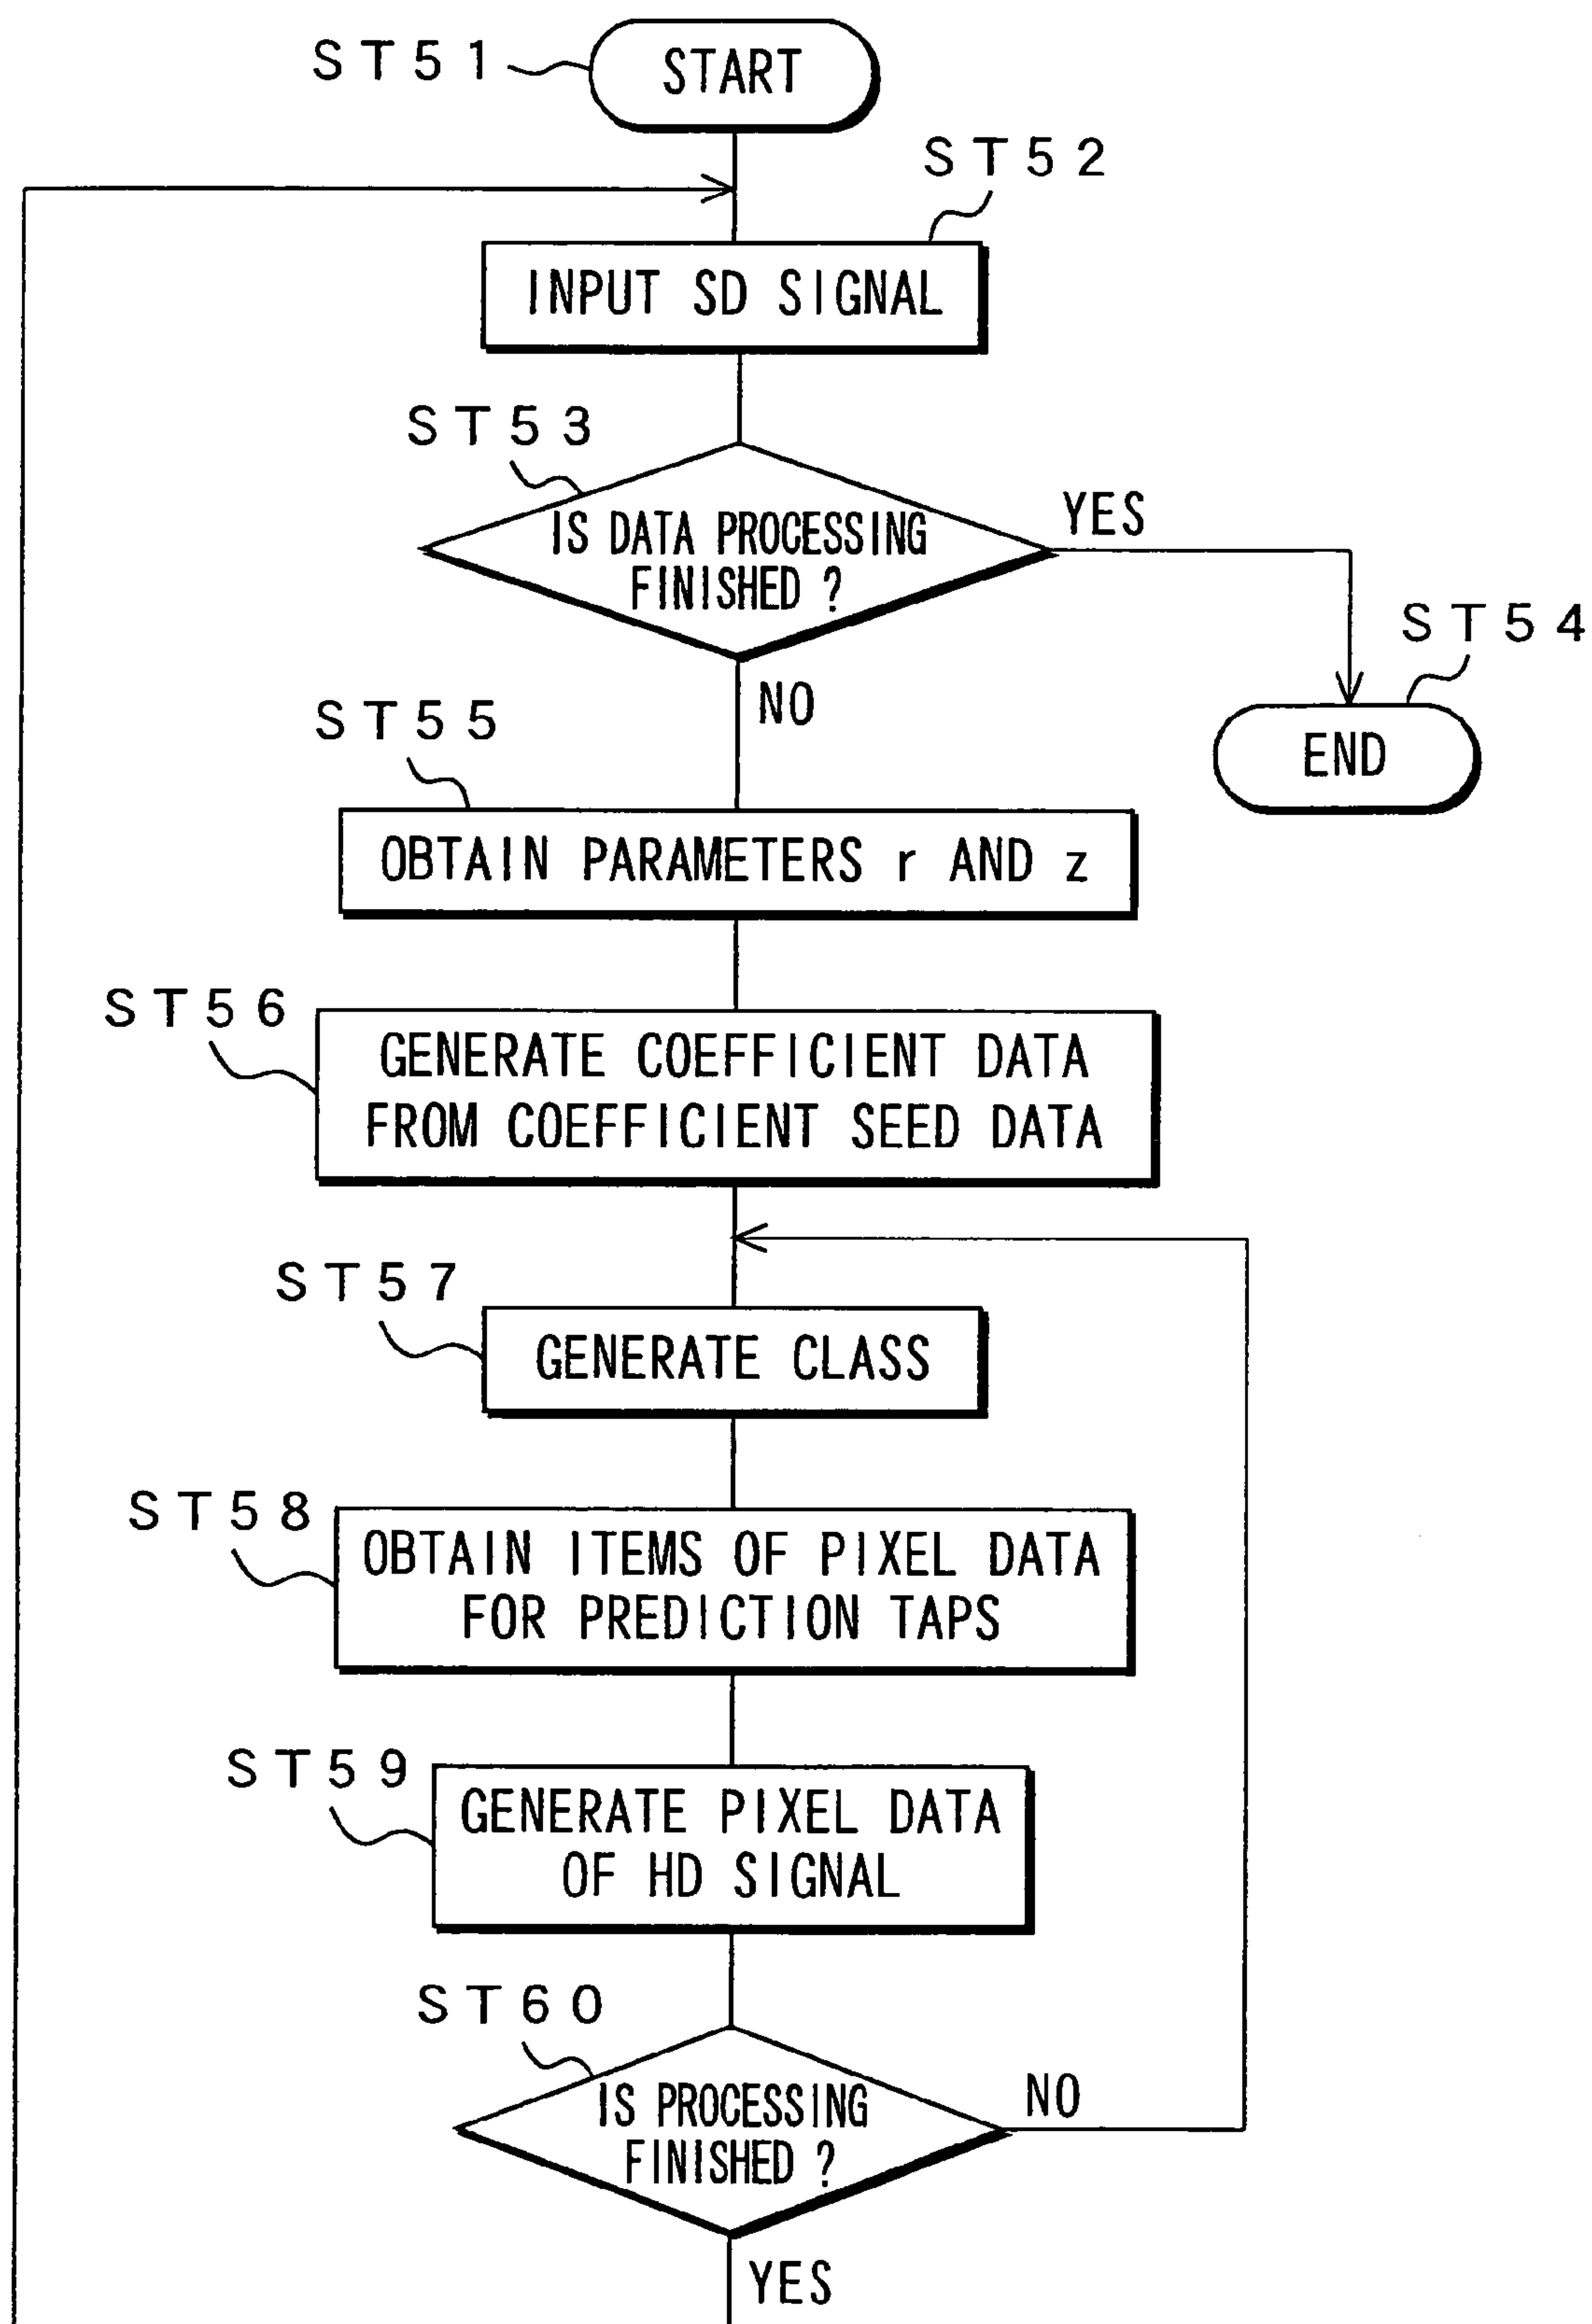 ST51
START
ST52
INPUT SD SIGNAL
ST53
IS DATA PROCESSING
FINISHED ?
YES
ST54
END
NO
ST55
OBTAIN PARAMETERS r AND z
ST56
GENERATE COEFFICIENT DATA
FROM COEFFICIENT SEED DATA
ST57
GENERATE CLASS
ST58
OBTAIN ITEMS OF PIXEL DATA
FOR PREDICTION TAPS
ST59
GENERATE PIXEL DATA
OF HD SIGNAL
ST60
IS PROCESSING
FINISHED ?
NO
YES